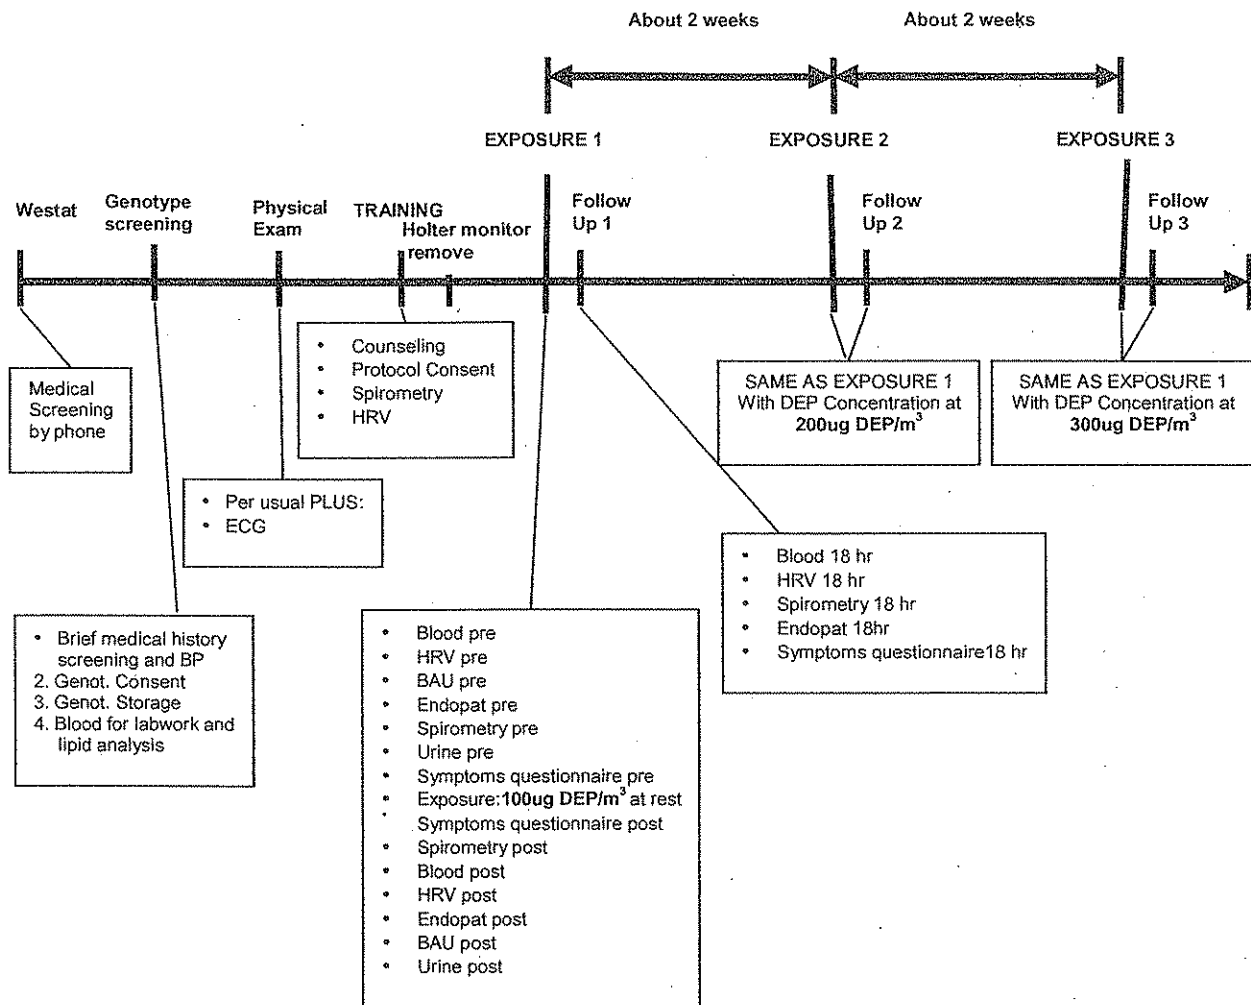 About 2 weeks
About 2 weeks
EXPOSURE 1
EXPOSURE 2
EXPOSURE 3
Westat
Genotype
screening
Physical
Exam
TRAINING
Holter monitor
remove
Follow
Up 1
Follow
Up 2
Follow
Up 3
Medical
Screening
by phone
• Counseling
• Protocol Consent
• Spirometry
• HRV
SAME AS EXPOSURE 1
With DEP Concentration at
200ug DEP/m³
SAME AS EXPOSURE 1
With DEP Concentration at
300ug DEP/m³
• Per usual PLUS:
• ECG
• Brief medical history
screening and BP
2. Genot. Consent
3. Genot. Storage
4. Blood for labwork and
lipid analysis
• Blood pre
• HRV pre
• BAU pre
• Endopat pre
• Spirometry pre
• Urine pre
• Symptoms questionnaire pre
• Exposure:100ug DEP/m³ at rest
• Symptoms questionnaire post
• Spirometry post
• Blood post
• HRV post
• Endopat post
• BAU post
• Urine post
• Blood 18 hr
• HRV 18 hr
• Spirometry 18 hr
• Endopat 18hr
• Symptoms questionnaire18 hr